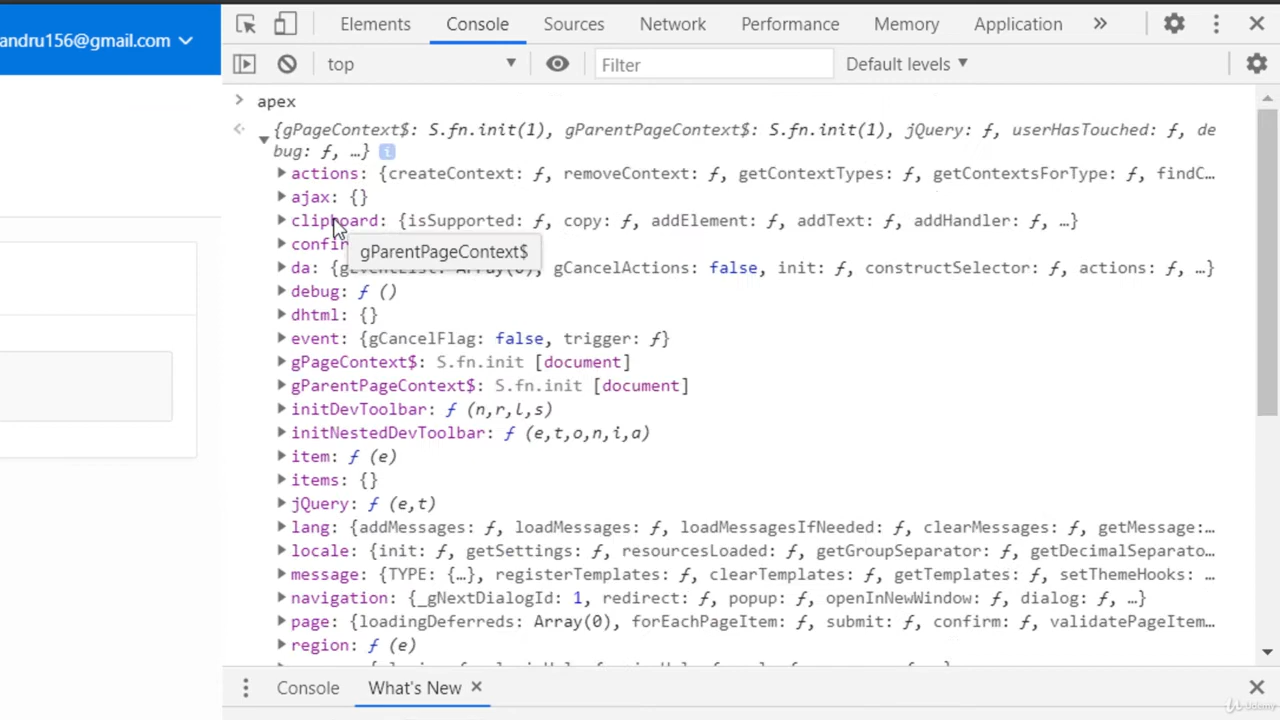 andru156@gmail.com
Elements Console Sources Network Performance Memory Application »
top Filter Default levels
apex
{gPageContext$: S.fn.init(1), gParentPageContext$: S.fn.init(1), jQuery: ƒ, userHasTouched: ƒ, de
bug: ƒ, …} i
actions: {createContext: ƒ, removeContext: ƒ, getContextTypes: ƒ, getContextsForType: ƒ, findC…
ajax: {}
clipboard: {isSupported: ƒ, copy: ƒ, addElement: ƒ, addText: ƒ, addHandler: ƒ, …}
gParentPageContext$
da: gCancelActions: false, init: ƒ, constructSelector: ƒ, actions: ƒ, …}
debug: ƒ ()
dhtml: {}
event: {gCancelFlag: false, trigger: ƒ}
gPageContext$: S.fn.init [document]
gParentPageContext$: S.fn.init [document]
initDevToolbar: ƒ (n,r,l,s)
initNestedDevToolbar: ƒ (e,t,o,n,i,a)
item: ƒ (e)
items: {}
jQuery: ƒ (e,t)
lang: {addMessages: ƒ, loadMessages: ƒ, loadMessagesIfNeeded: ƒ, clearMessages: ƒ, getMessage:…
locale: {init: ƒ, getSettings: ƒ, resourcesLoaded: ƒ, getGroupSeparator: ƒ, getDecimalSeparato…
message: {TYPE: {…}, registerTemplates: ƒ, clearTemplates: ƒ, getTemplates: ƒ, setThemeHooks: …
navigation: {_gNextDialogId: 1, redirect: ƒ, popup: ƒ, openInNewWindow: ƒ, dialog: ƒ, …}
page: {loadingDeferreds: Array(0), forEachPageItem: ƒ, submit: ƒ, confirm: ƒ, validatePageItem…
region: ƒ (e)
Console What's New
Udemy